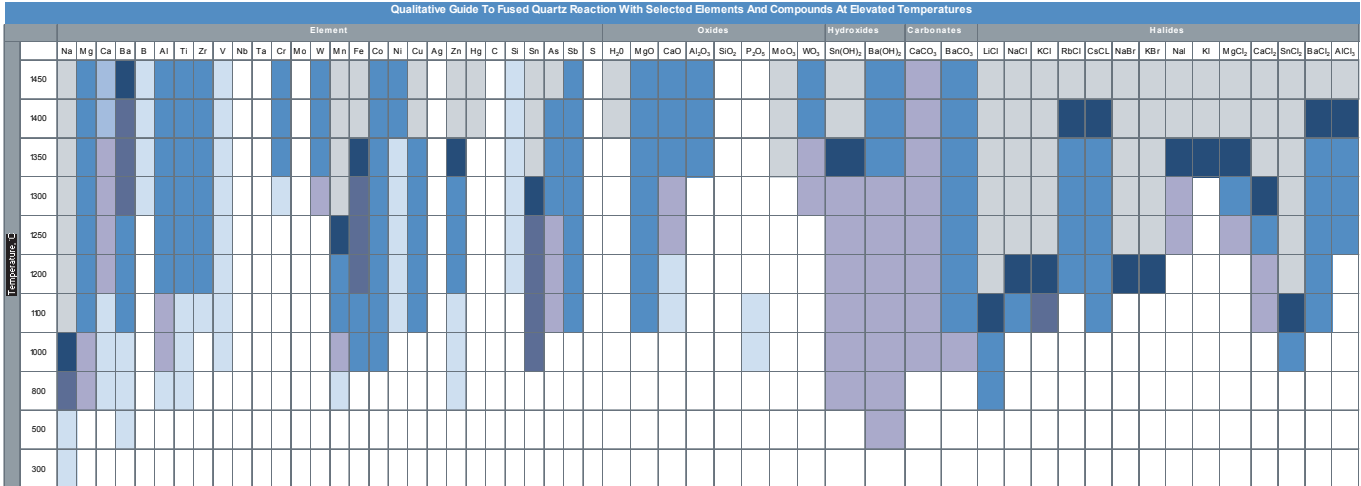 Qualitative Guide To Fused Quartz Reaction With Selected Elements And Compounds At Elevated Temperatures
Element Oxides Hydroxides Carbonates Halides
Na Mg Ca Ba B Al Ti Zr V Nb Ta Cr Mo W Mn Fe Co Ni Cu Ag Zn Hg C Si Sn As Sb S H₂0 MgO CaO Al₂O₃ SiO₂ P₂O₅ MoO₃ WO₃ Sn(OH)₂ Ba(OH)₂ CaCO₃ BaCO₃ LiCl NaCl KCl RbCl CsCL NaBr KBr NaI KI MgCl₂ CaCl₂ SnCl₂ BaCl₂ AlCl₃
Temperature, °C
1450
1400
1350
1300
1250
1200
1100
1000
800
500
300